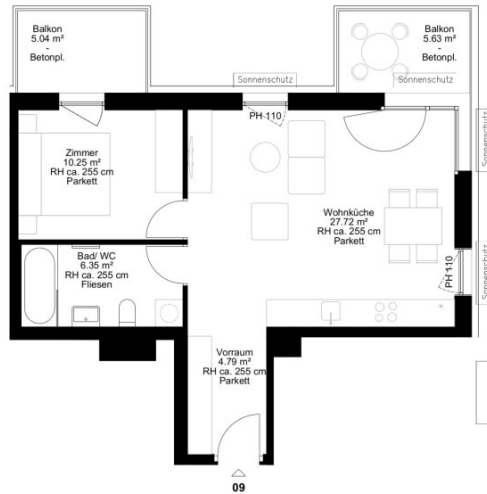 Balkon
5.04 m²
-
Betonpl.
Balkon
5.63 m²
-
Betonpl.
Sonnenschutz
Sonnenschutz
PH 110
Sonnenschutz
Zimmer
10.25 m²
RH ca. 255 cm
Parkett
Wohnküche
27.72 m²
RH ca. 255 cm
Parkett
Bad/ WC
6.35 m²
RH ca. 255 cm
Fliesen
PH 110
Sonnenschutz
Vorraum
4.79 m²
RH ca. 255 cm
Parkett
09